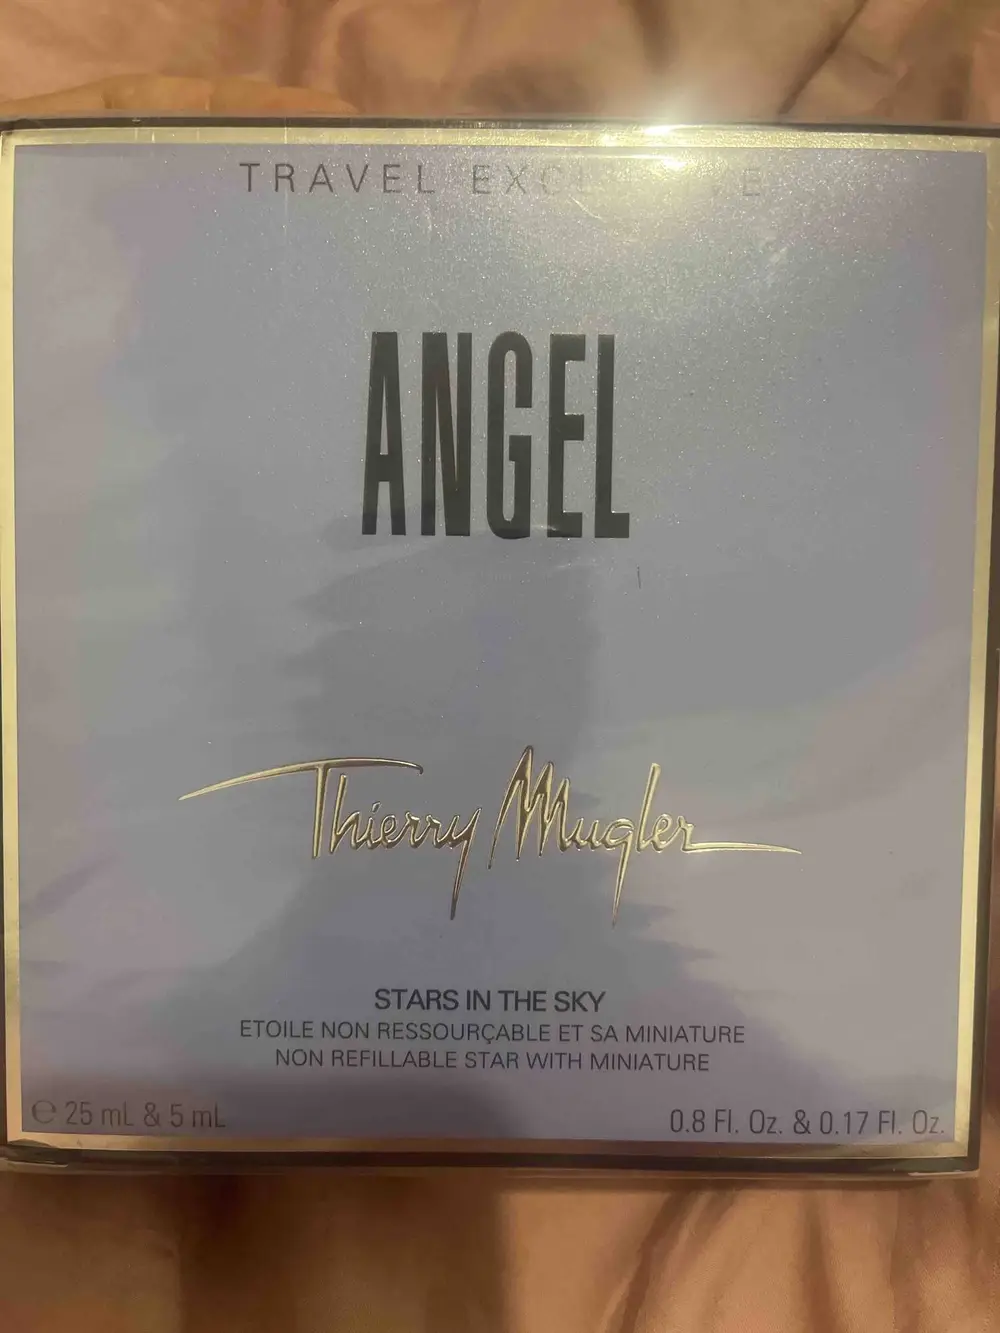 TRAVEL EXCLUSIVE
ANGEL
Thierry Mugler
STARS IN THE SKY
ETOILE NON RESSOURÇABLE ET SA MINIATURE
NON REFILLABLE STAR WITH MINIATURE
℮ 25 mL & 5 mL
0.8 Fl. Oz. & 0.17 Fl. Oz.